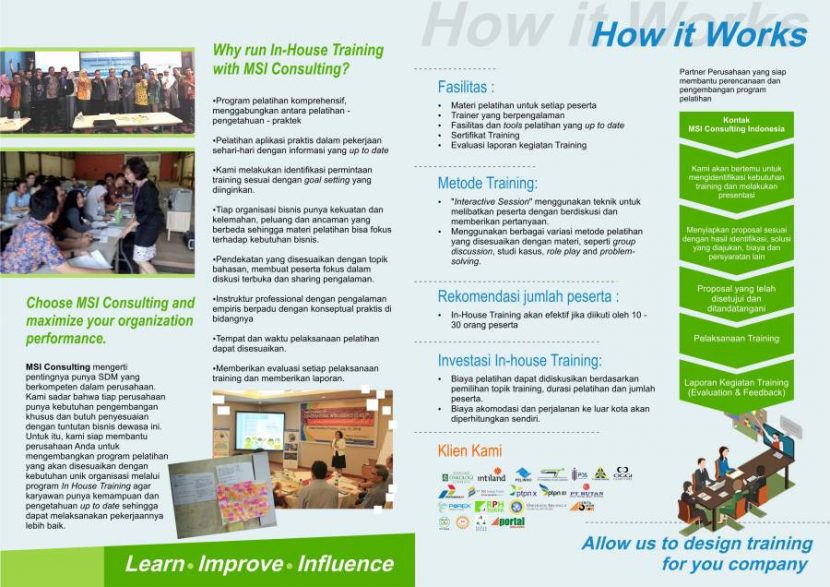 Why run In-House Training
with MSI Consulting?
•Program pelatihan komprehensif,
menggabungkan antara pelatihan -
pengetahuan - praktek
•Pelatihan aplikasi praktis dalam pekerjaan
sehari-hari dengan informasi yang up to date
•Kami melakukan identifikasi permintaan
training sesuai dengan goal setting yang
diinginkan.
•Tiap organisasi bisnis punya kekuatan dan
kelemahan, peluang dan ancaman yang
berbeda sehingga materi pelatihan bisa fokus
terhadap kebutuhan bisnis.
•Pendekatan yang disesuaikan dengan topik
bahasan, membuat peserta fokus dalam
diskusi terbuka dan sharing pengalaman.
•Instruktur professional dengan pengalaman
empiris berpadu dengan konseptual praktis di
bidangnya
•Tempat dan waktu pelaksanaan pelatihan
dapat disesuaikan.
•Memberikan evaluasi setiap pelaksanaan
training dan memberikan laporan.
Choose MSI Consulting and
maximize your organization
performance.
MSI Consulting mengerti
pentingnya punya SDM yang
berkompeten dalam perusahaan.
Kami sadar bahwa tiap perusahaan
punya kebutuhan pengembangan
khusus dan butuh penyesuaian
dengan tuntutan bisnis dewasa ini.
Untuk itu, kami siap membantu
perusahaan Anda untuk
mengembangkan program pelatihan
yang akan disesuaikan dengan
kebutuhan unik organisasi melalui
program In House Training agar
karyawan punya kemampuan dan
pengetahuan up to date sehingga
dapat melaksanakan pekerjaannya
lebih baik.
Learn • Improve • Influence
How it Works
How it Works
Fasilitas :
• Materi pelatihan untuk setiap peserta
• Trainer yang berpengalaman
• Fasilitas dan tools pelatihan yang up to date
• Sertifikat Training
• Evaluasi laporan kegiatan Training
Metode Training:
• "Interactive Session" menggunakan teknik untuk
melibatkan peserta dengan berdiskusi dan
memberikan pertanyaan.
• Menggunakan berbagai variasi metode pelatihan
yang disesuaikan dengan materi, seperti group
discussion, studi kasus, role play and problem-
solving.
Rekomendasi jumlah peserta :
• In-House Training akan efektif jika diikuti oleh 10 -
30 orang peserta
Investasi In-house Training:
• Biaya pelatihan dapat didiskusikan berdasarkan
pemilihan topik training, durasi pelatihan dan jumlah
peserta.
• Biaya akomodasi dan perjalanan ke luar kota akan
diperhitungkan sendiri.
Klien Kami
ONKOLOGI
intiland
PELINDO
CIGGI
ptpn x
PT BUTAN
RPH
portal
Partner Perusahaan yang siap
membantu perencanaan dan
pengembangan program
pelatihan
Kontak
MSI Consulting Indonesia
Kami akan bertemu untuk
mengidentifikasi kebutuhan
training dan melakukan
presentasi
Menyiapkan proposal sesuai
dengan hasil identifikasi, solusi
yang diajukan, biaya dan
persyaratan lain
Proposal yang telah
disetujui dan
ditandatangani
Pelaksanaan Training
Laporan Kegiatan Training
(Evaluation & Feedback)
Allow us to design training
for you company